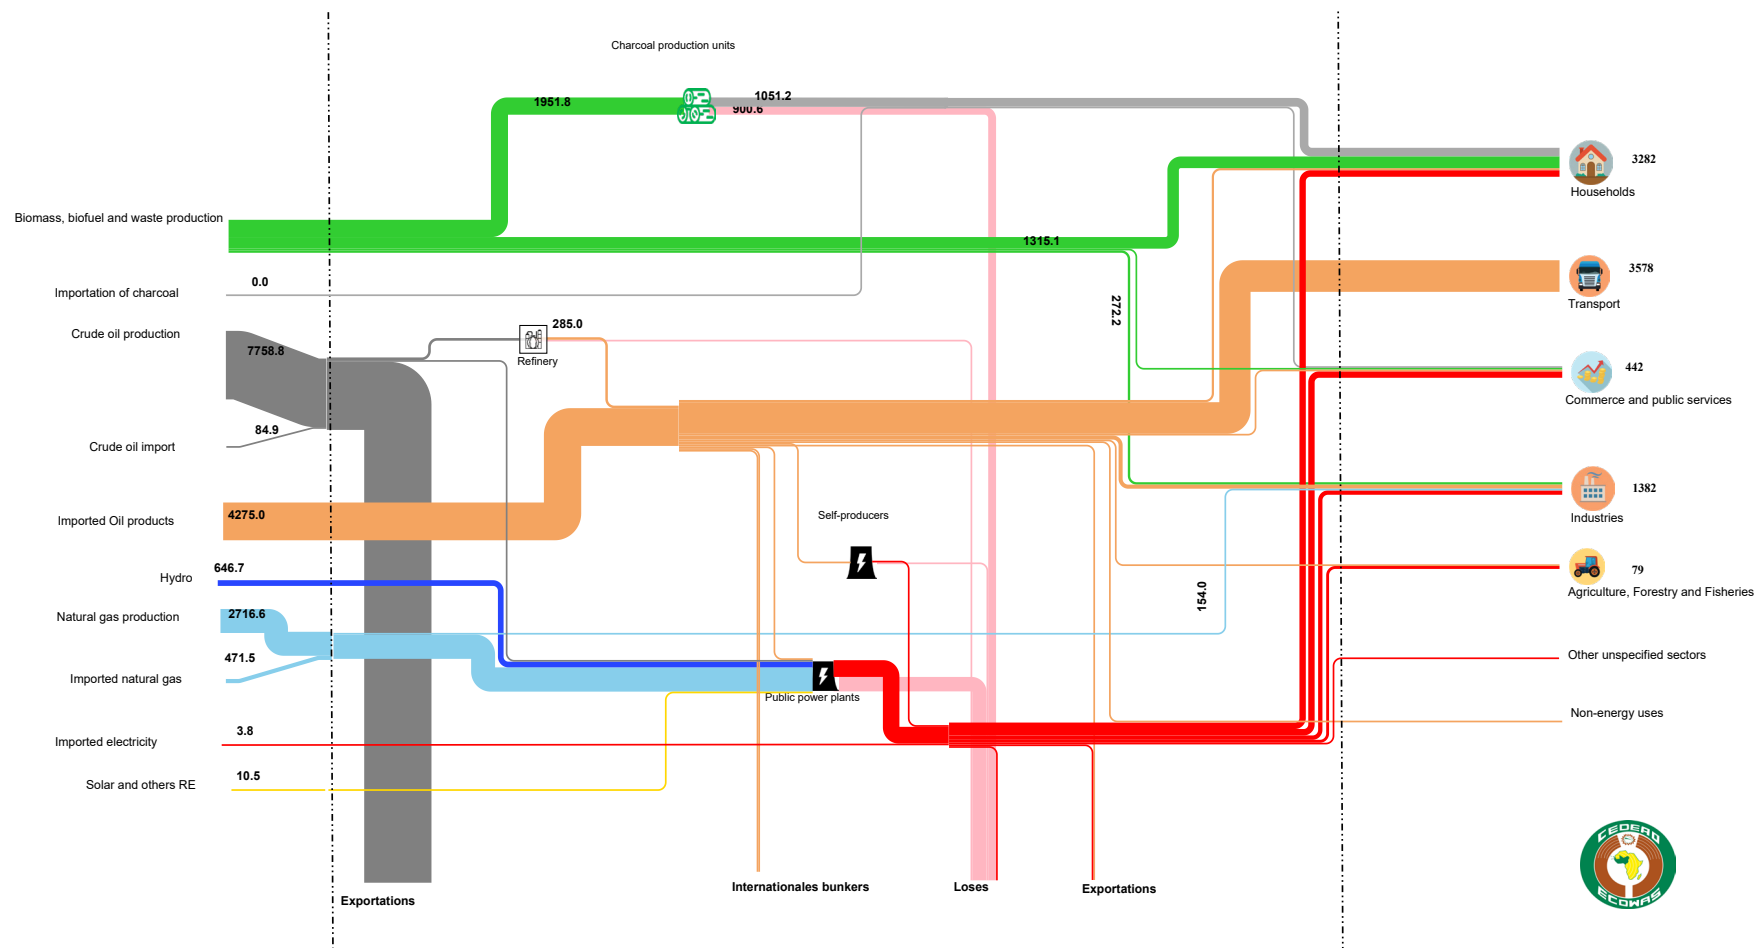 Charcoal production units
1951.8
1051.2
900.6
3282
Households
Biomass, biofuel and waste production
1315.1
3578
Transport
0.0
Importation of charcoal
272.2
Crude oil production
285.0
7758.8
Refinery
442
Commerce and public services
84.9
Crude oil import
1382
Industries
4275.0
Imported Oil products
Self-producers
646.7
Hydro
79
Agriculture, Forestry and Fisheries
154.0
2716.6
Natural gas production
471.5
Imported natural gas
Other unspecified sectors
Public power plants
Non-energy uses
3.8
Imported electricity
10.5
Solar and others RE
CEDEAO
ECOWAS
Internationales bunkers
Loses
Exportations
Exportations